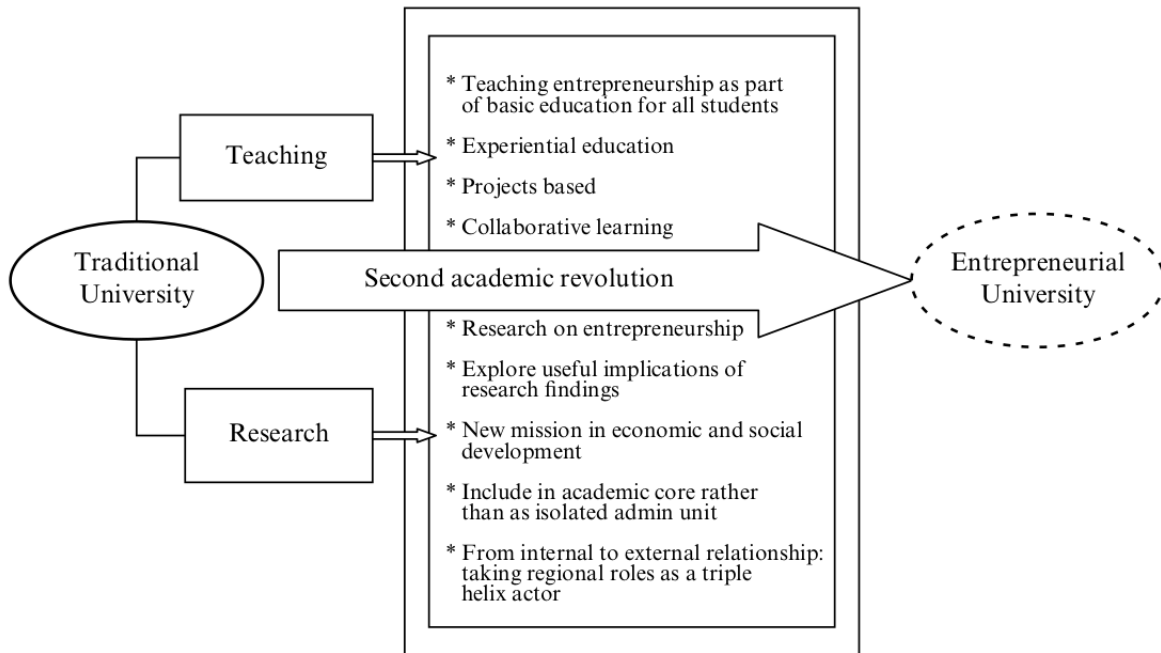 * Teaching entrepreneurship as part
of basic education for all students
Teaching
* Experiential education
* Projects based
* Collaborative learning
Traditional
University
Second academic revolution
Entrepreneurial
University
* Research on entrepreneurship
* Explore useful implications of
research findings
Research
* New mission in economic and social
development
* Include in academic core rather
than as isolated admin unit
* From internal to external relationship:
taking regional roles as a triple
helix actor